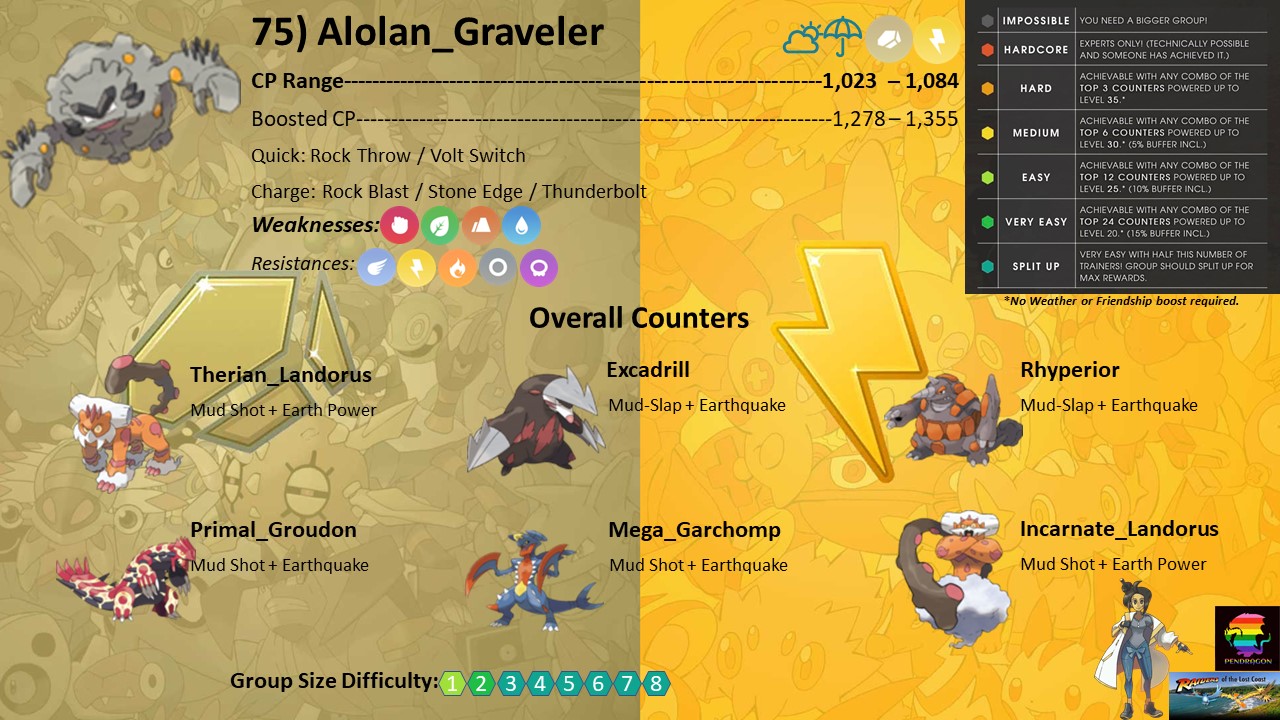 75) Alolan_Graveler
CP Range------------------------------------------------------------------------1,023 – 1,084
Boosted CP------------------------------------------------------------------------1,278 – 1,355
Quick: Rock Throw / Volt Switch
Charge: Rock Blast / Stone Edge / Thunderbolt
Weaknesses:
Resistances:
IMPOSSIBLE YOU NEED A BIGGER GROUP!
HARDCORE EXPERTS ONLY! (TECHNICALLY POSSIBLE
AND SOMEONE HAS ACHIEVED IT.)
HARD ACHIEVABLE WITH ANY COMBO OF THE
TOP 3 COUNTERS POWERED UP TO
LEVEL 35.*
MEDIUM ACHIEVABLE WITH ANY COMBO OF THE
TOP 6 COUNTERS POWERED UP TO
LEVEL 30.* (5% BUFFER INCL.)
EASY ACHIEVABLE WITH ANY COMBO OF THE
TOP 12 COUNTERS POWERED UP TO
LEVEL 25.* (10% BUFFER INCL.)
VERY EASY ACHIEVABLE WITH ANY COMBO OF THE
TOP 24 COUNTERS POWERED UP TO
LEVEL 20.* (15% BUFFER INCL.)
SPLIT UP VERY EASY WITH HALF THIS NUMBER OF
TRAINERS! GROUP SHOULD SPLIT UP FOR
MAX REWARDS.
*No Weather or Friendship boost required.
Overall Counters
Therian_Landorus
Mud Shot + Earth Power
Excadrill
Mud-Slap + Earthquake
Rhyperior
Mud-Slap + Earthquake
Primal_Groudon
Mud Shot + Earthquake
Mega_Garchomp
Mud Shot + Earthquake
Incarnate_Landorus
Mud Shot + Earth Power
Group Size Difficulty: 1 2 3 4 5 6 7 8
PENDRAGON
RAIDERS of the Lost Coast